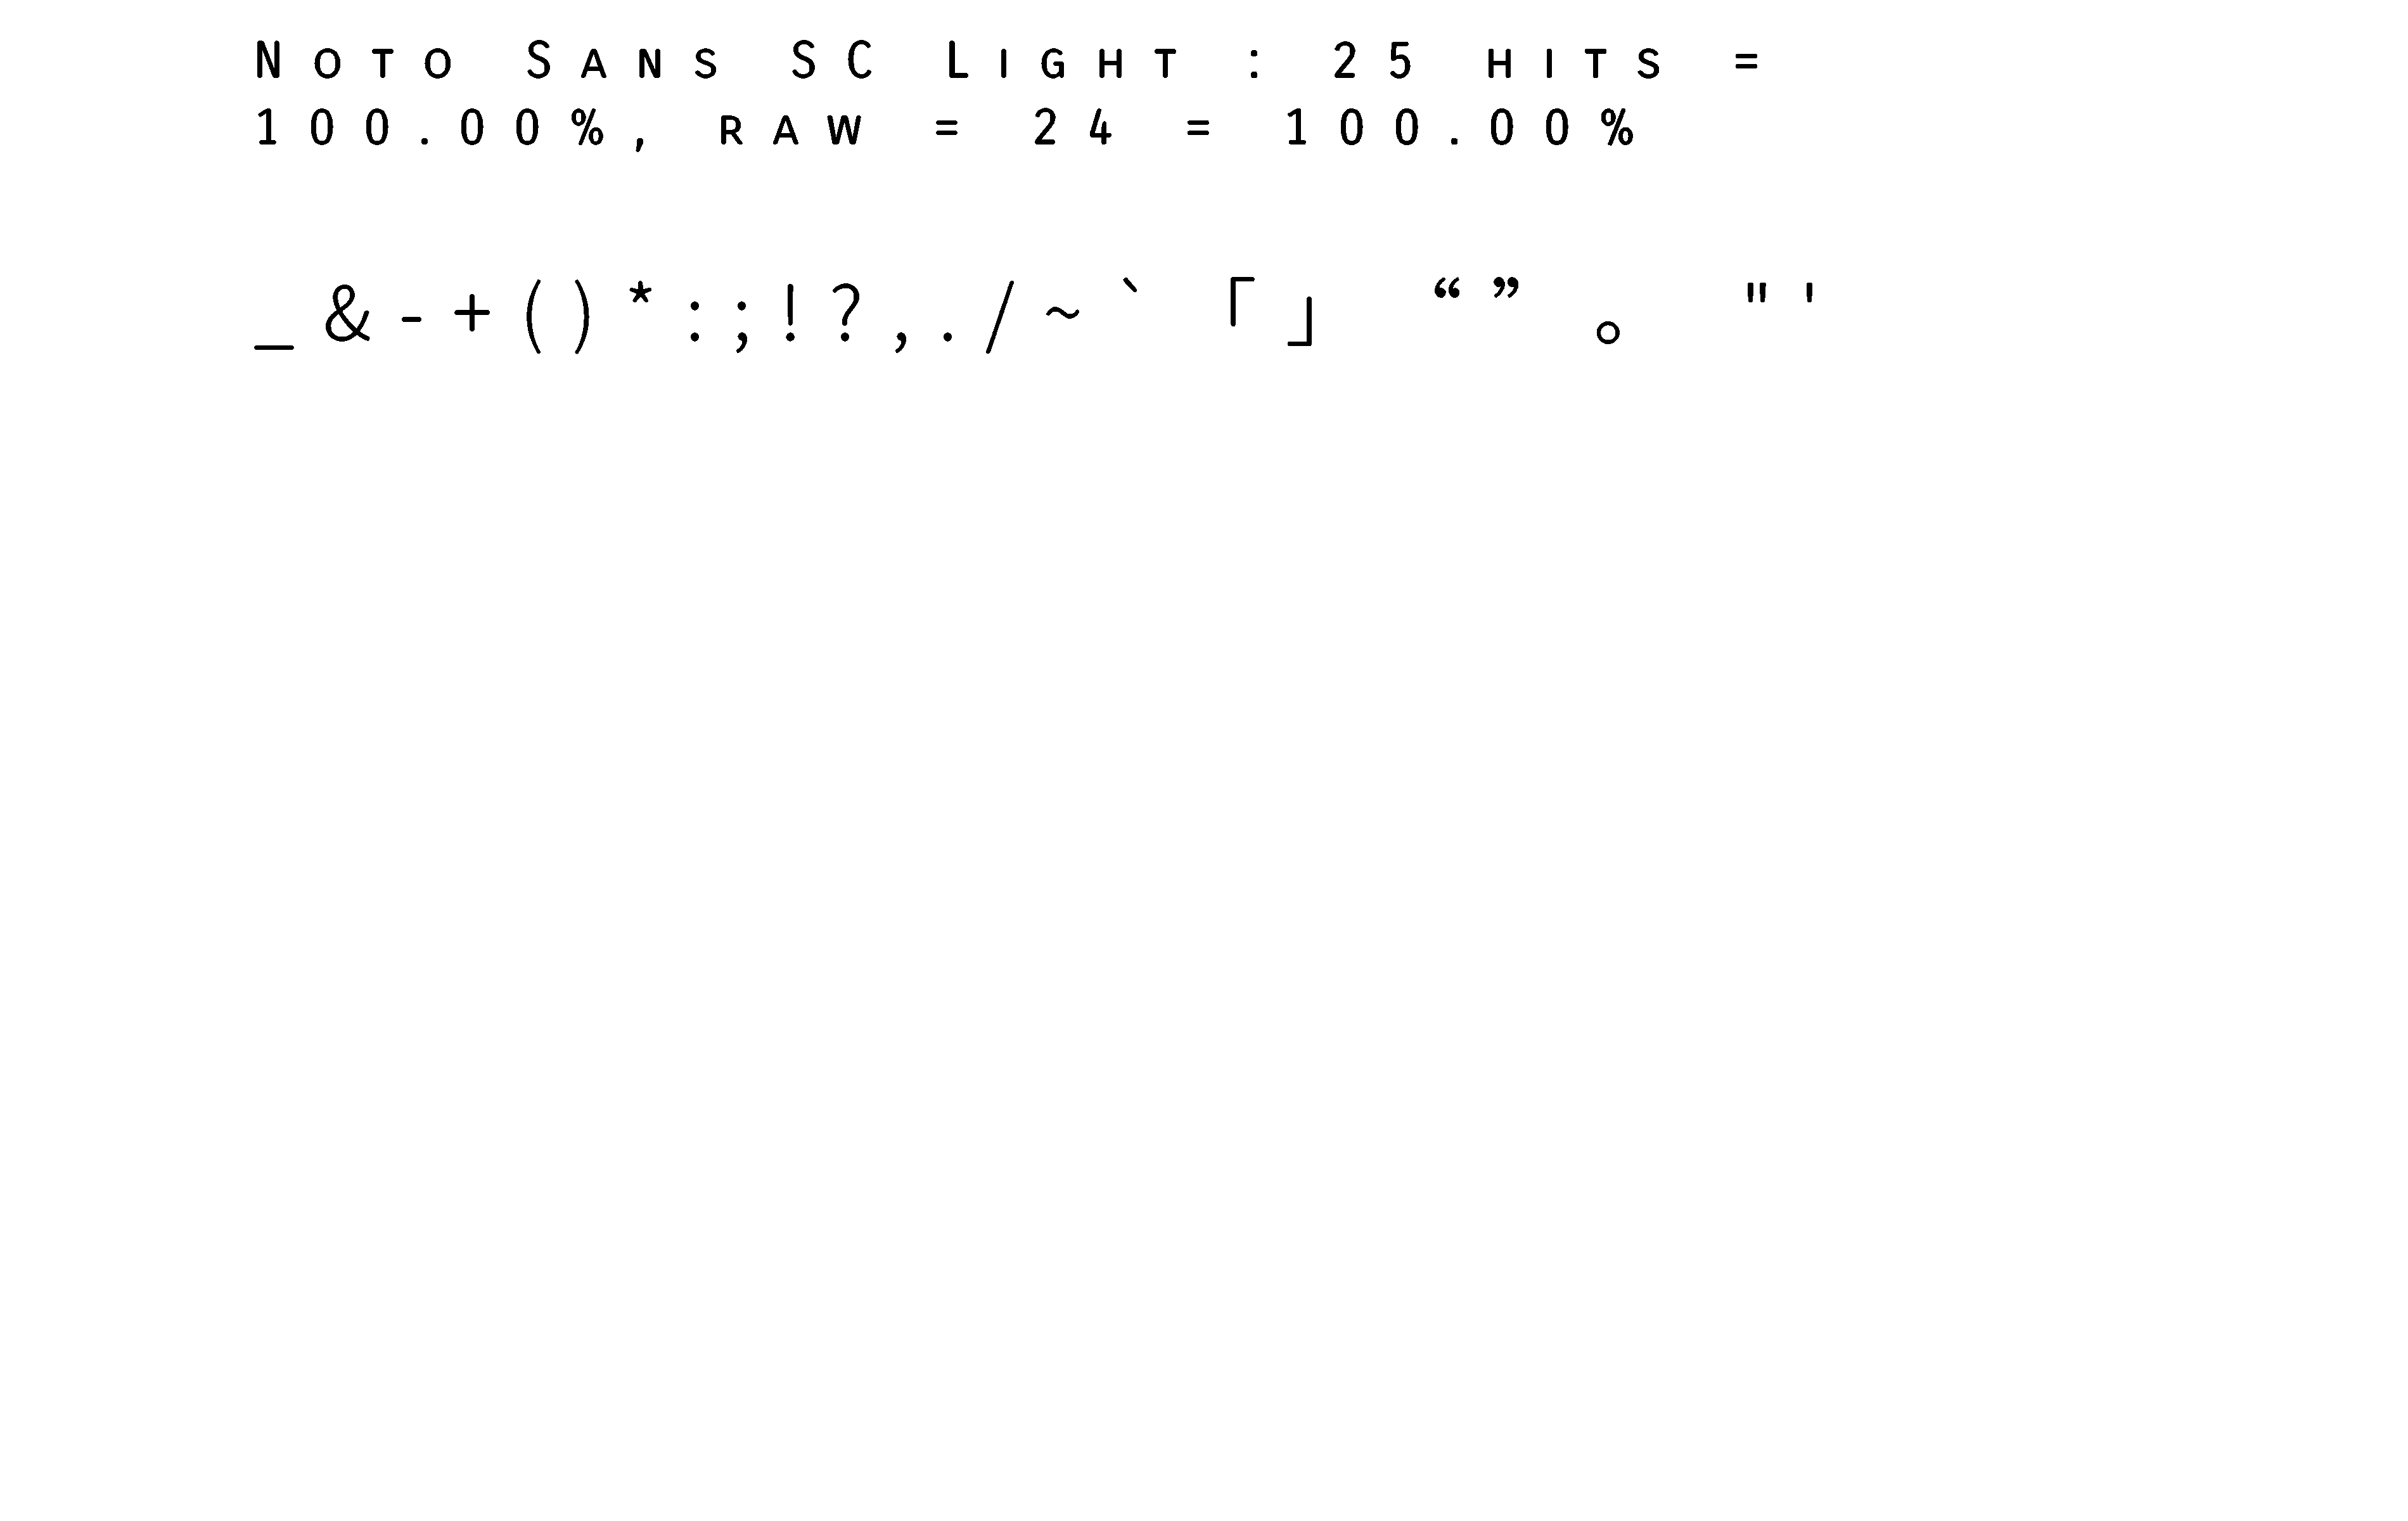 Noto Sans SC Light : 25 hits =
100.00%, raw = 24 = 100.00%
_&-+()*:;!?,./~` 「」 “” 。 "'